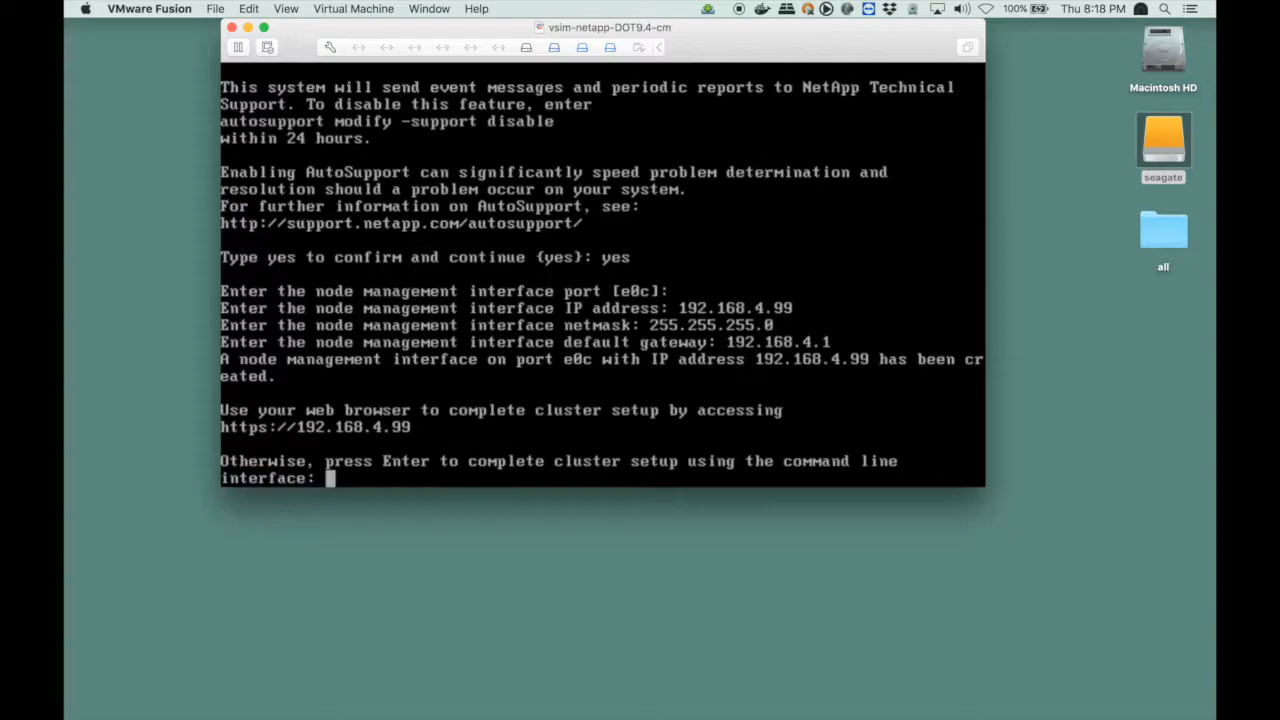 VMware Fusion File Edit View Virtual Machine Window Help 100% Thu 8:18 PM
vsim-netapp-DOT9.4-cm
This system will send event messages and periodic reports to NetApp Technical
Support. To disable this feature, enter
autosupport modify -support disable
within 24 hours.
Enabling AutoSupport can significantly speed problem determination and
resolution should a problem occur on your system.
For further information on AutoSupport, see:
http://support.netapp.com/autosupport/
Type yes to confirm and continue {yes}: yes
Enter the node management interface port [e0c]:
Enter the node management interface IP address: 192.168.4.99
Enter the node management interface netmask: 255.255.255.0
Enter the node management interface default gateway: 192.168.4.1
A node management interface on port e0c with IP address 192.168.4.99 has been cr
eated.
Use your web browser to complete cluster setup by accessing
https://192.168.4.99
Otherwise, press Enter to complete cluster setup using the command line
interface:
Macintosh HD
seagate
all